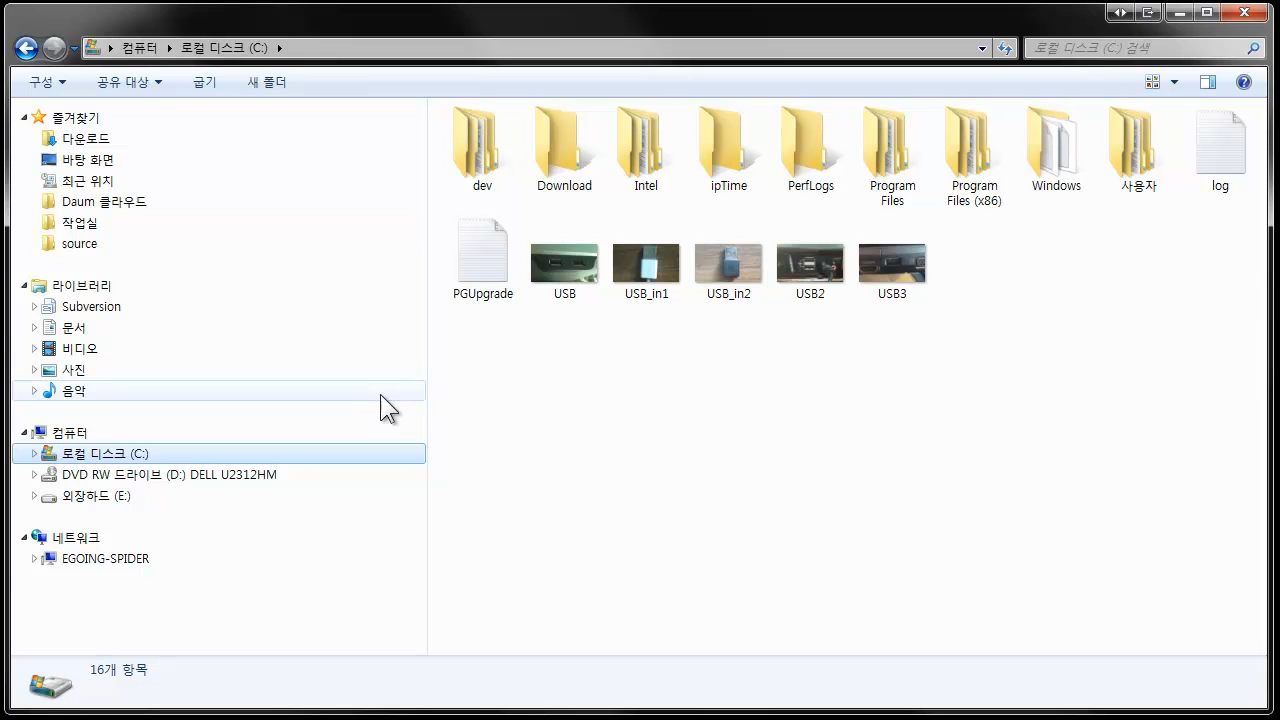 컴퓨터 로컬 디스크 (C:)
로컬 디스크 (C:) 검색
구성 공유 대상 굽기 새 폴더
즐겨찾기
다운로드
바탕 화면
최근 위치
Daum 클라우드
작업실
source
라이브러리
Subversion
문서
비디오
사진
음악
컴퓨터
로컬 디스크 (C:)
DVD RW 드라이브 (D:) DELL U2312HM
외장하드 (E:)
네트워크
EGOING-SPIDER
dev Download Intel ipTime PerfLogs Program Files Program Files (x86) Windows 사용자 log
PGUpgrade USB USB_in1 USB_in2 USB2 USB3
16개 항목